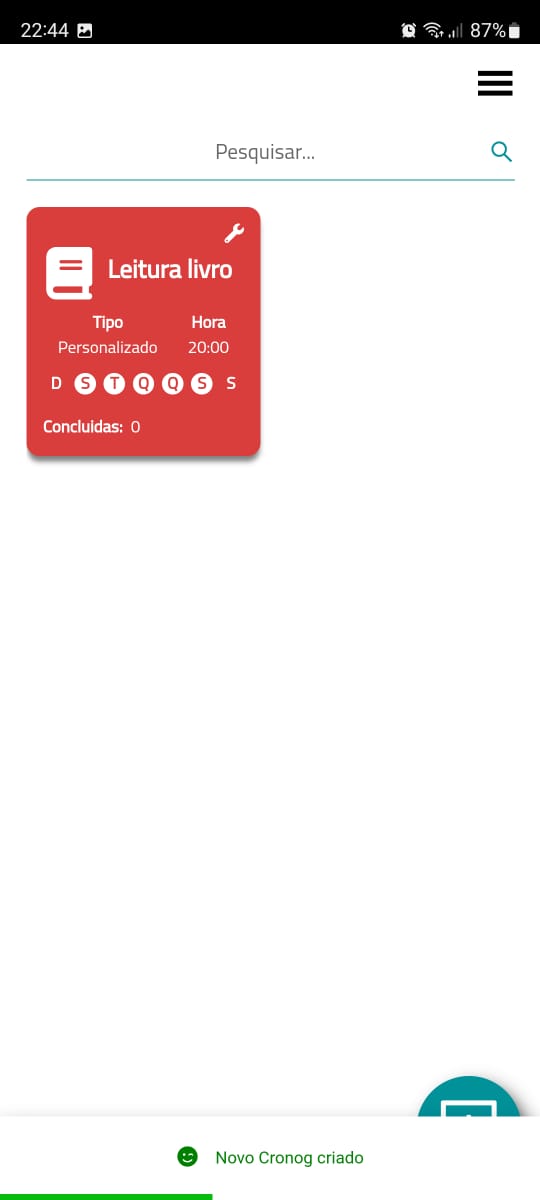 22:44 87%
Pesquisar...
Leitura livro
Tipo Hora
Personalizado 20:00
D S T Q Q S S
Concluidas: 0
Novo Cronog criado